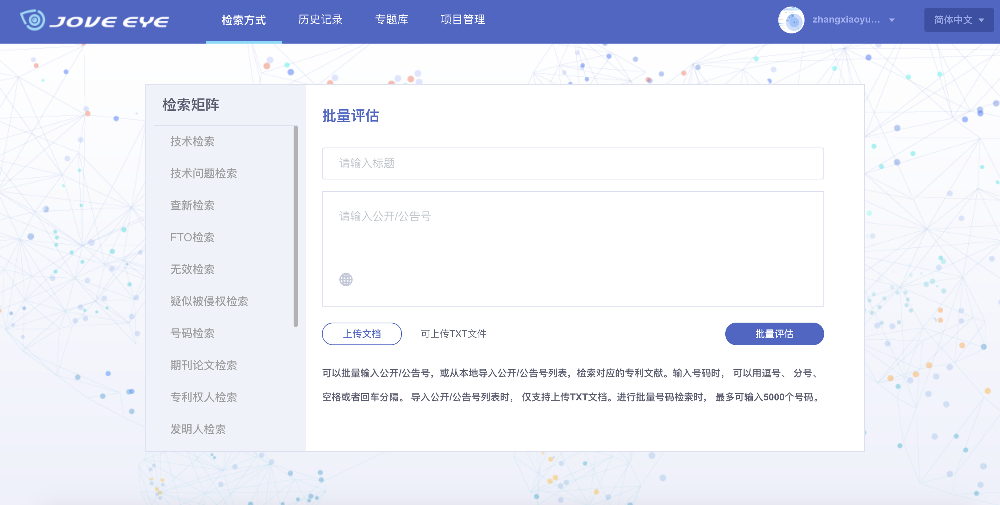 JOVE EYE
检索方式
历史记录
专题库
项目管理
zhangxiaoyu...
简体中文
检索矩阵
技术检索
技术问题检索
查新检索
FTO检索
无效检索
疑似被侵权检索
号码检索
期刊论文检索
专利权人检索
发明人检索
批量评估
请输入标题
请输入公开/公告号
上传文档
可上传TXT文件
批量评估
可以批量输入公开/公告号，或从本地导入公开/公告号列表，检索对应的专利文献。输入号码时， 可以用逗号、 分号、
空格或者回车分隔。 导入公开/公告号列表时， 仅支持上传TXT文档。进行批量号码检索时， 最多可输入5000个号码。